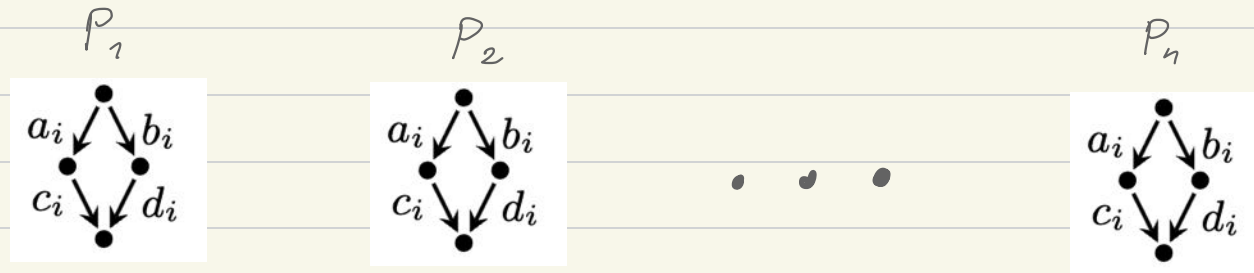 P₁ P₂ Pₙ
aᵢ bᵢ aᵢ bᵢ aᵢ bᵢ
cᵢ dᵢ cᵢ dᵢ cᵢ dᵢ